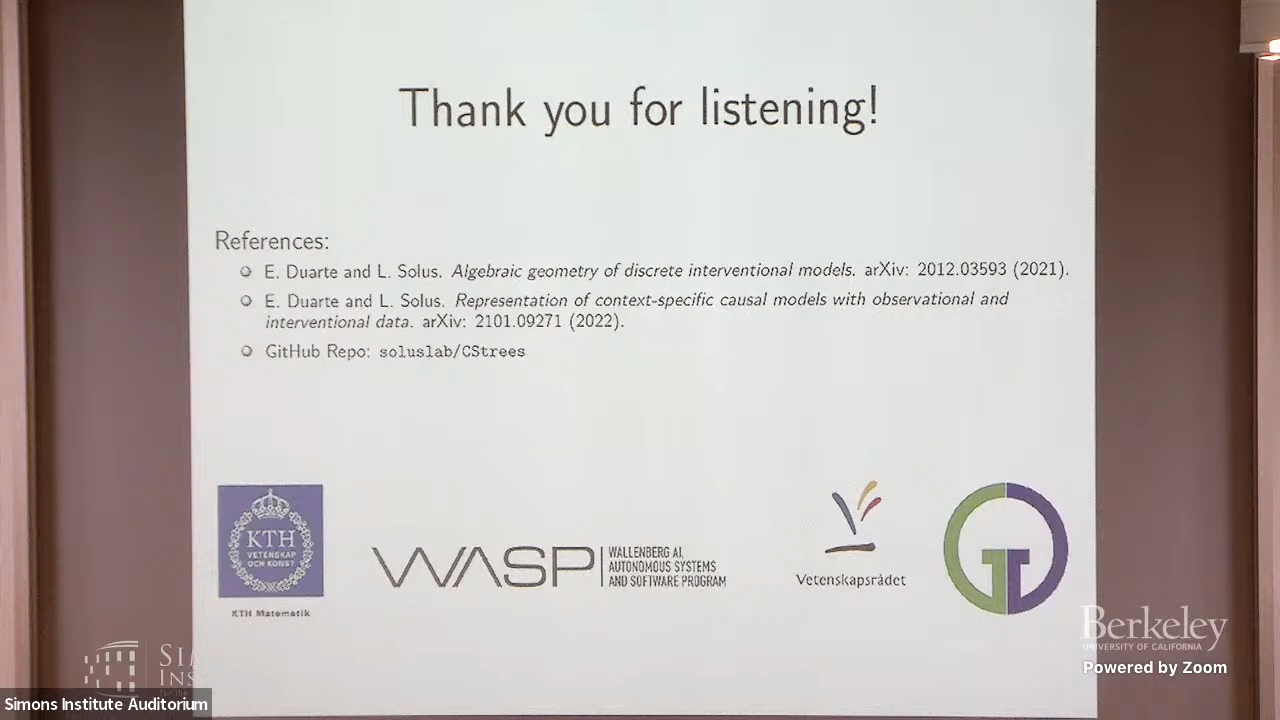 Thank you for listening!
References:
E. Duarte and L. Solus. Algebraic geometry of discrete interventional models. arXiv: 2012.03593 (2021).
E. Duarte and L. Solus. Representation of context-specific causal models with observational and
interventional data. arXiv: 2101.09271 (2022).
GitHub Repo: soluslab/CStrees
KTH
VETENSKAP
OCH KONST
KTH Matematik
WASP
WALLENBERG AI,
AUTONOMOUS SYSTEMS
AND SOFTWARE PROGRAM
Vetenskapsrådet
Berkeley
UNIVERSITY OF CALIFORNIA
Powered by Zoom
Simons Institute Auditorium